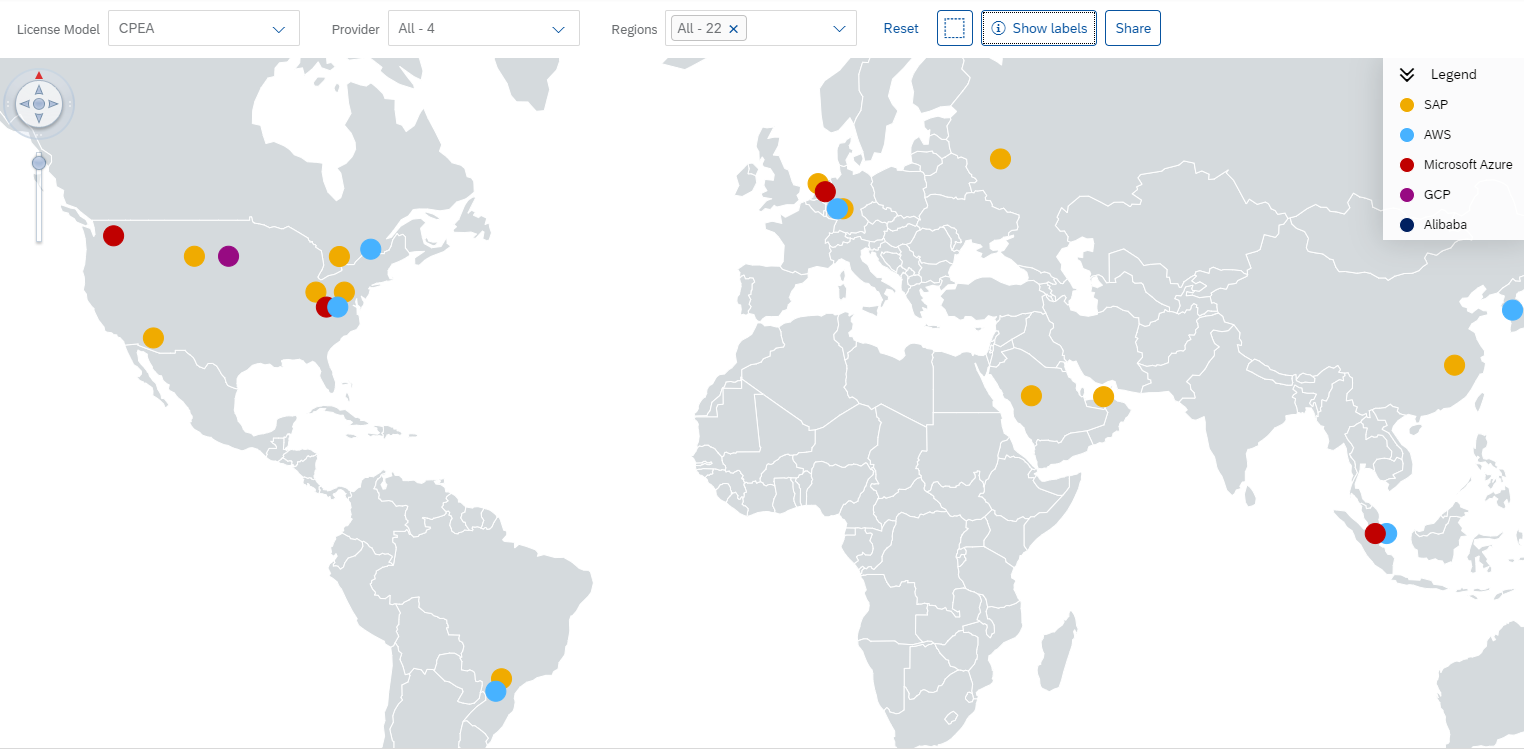 License Model CPEA Provider All - 4 Regions All - 22 Reset Show labels Share
Legend
SAP
AWS
Microsoft Azure
GCP
Alibaba